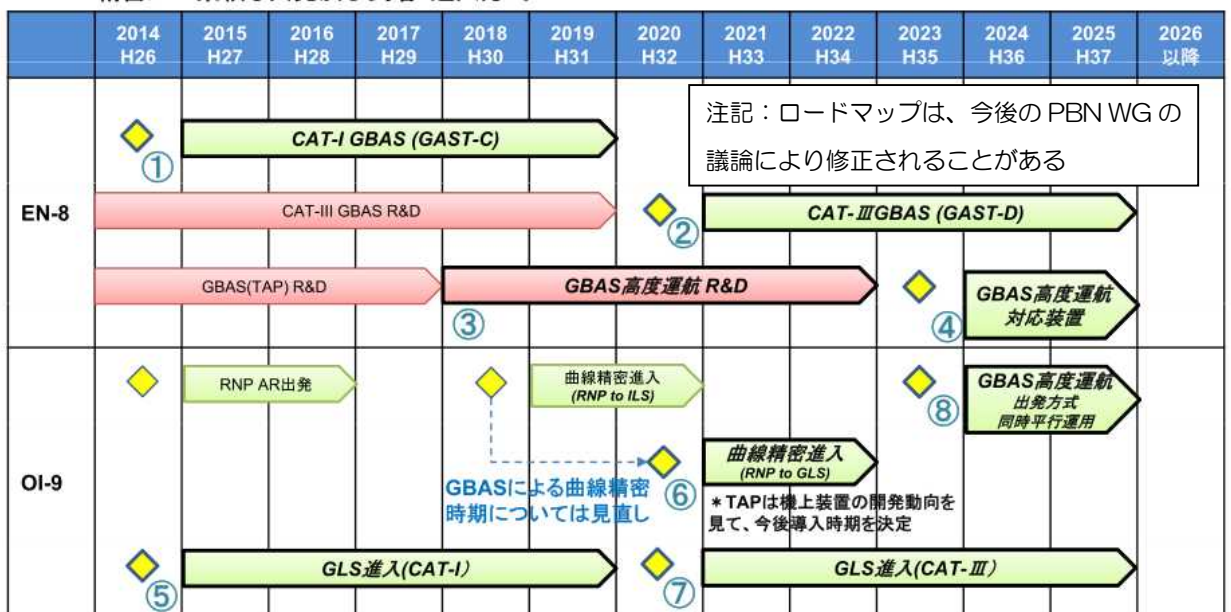 2014 2015 2016 2017 2018 2019 2020 2021 2022 2023 2024 2025 2026
H26 H27 H28 H29 H30 H31 H32 H33 H34 H35 H36 H37 以降
注記:ロードマップは、今後の PBN WG の
議論により修正されることがある
EN-8
①
CAT-I GBAS (GAST-C)
CAT-III GBAS R&D
②
CAT-ⅢGBAS (GAST-D)
GBAS(TAP) R&D
③
GBAS高度運航 R&D
④
GBAS高度運航
対応装置
OI-9
RNP AR出発
曲線精密進入
(RNP to ILS)
⑧
GBAS高度運航
出発方式
同時平行運用
GBASによる曲線精密
時期については見直し
⑥
曲線精密進入
(RNP to GLS)
*TAPは機上装置の開発動向を
見て、今後導入時期を決定
⑤
GLS進入(CAT-I)
⑦
GLS進入(CAT-Ⅲ)